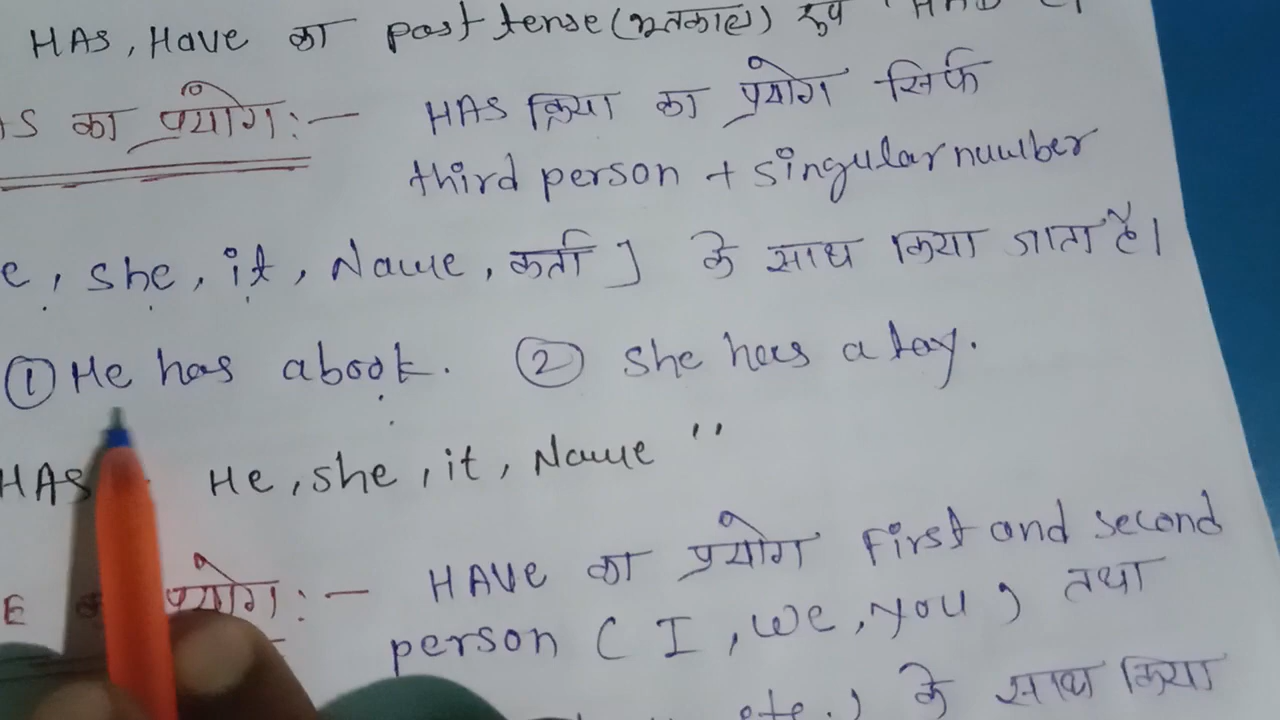 HAS, Have का past tense (भूतकाल) रूप
AS का प्रयोग :— HAS क्रिया का प्रयोग सिर्फ
third person + singular number
e, she, it, Name, कर्ता ] के साथ किया जाता है।
① He has a book. ② she has a toy.
HAS He, she, it, Name "
E प्रयोग :— HAVE का प्रयोग First and second
person ( I, we, you ) तथा
etc.) के साथ किया